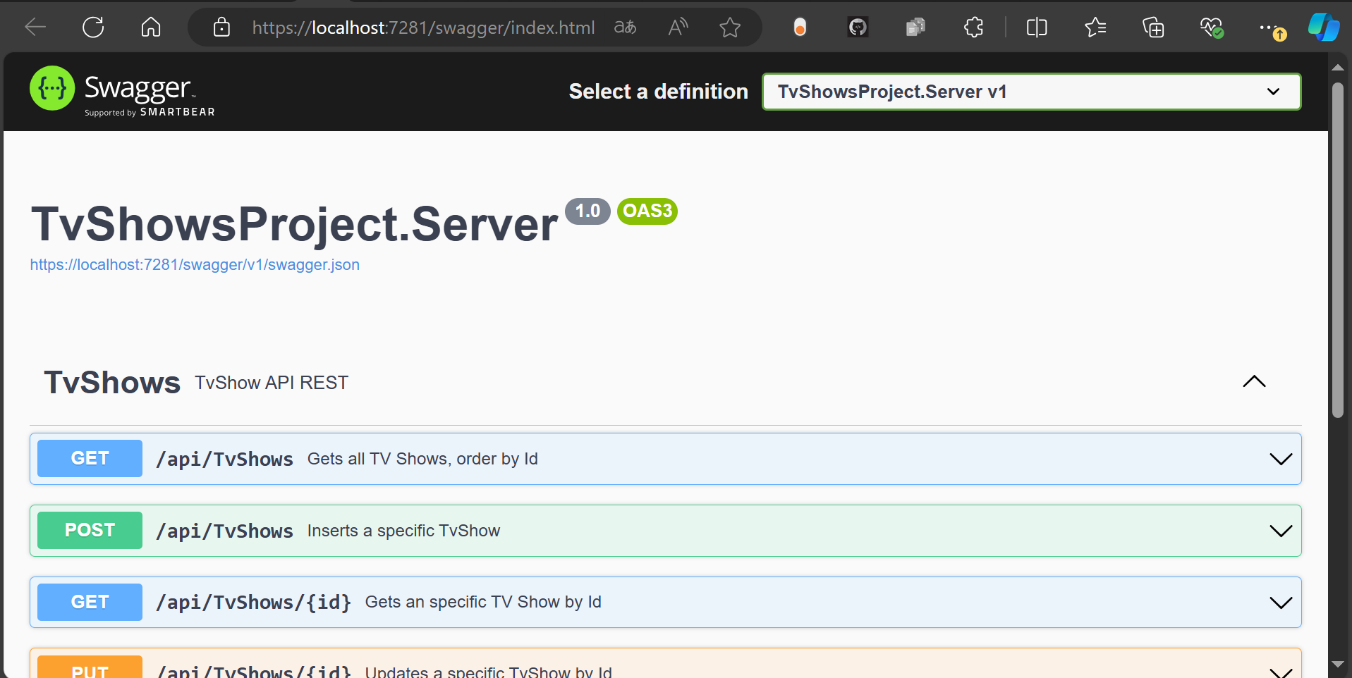 https://localhost:7281/swagger/index.html
Swagger
Supported by SMARTBEAR
Select a definition
TvShowsProject.Server v1
TvShowsProject.Server 1.0 OAS3
https://localhost:7281/swagger/v1/swagger.json
TvShows TvShow API REST
GET /api/TvShows Gets all TV Shows, order by Id
POST /api/TvShows Inserts a specific TvShow
GET /api/TvShows/{id} Gets an specific TV Show by Id
PUT /api/TvShows/{id} Updates a specific TvShow by Id